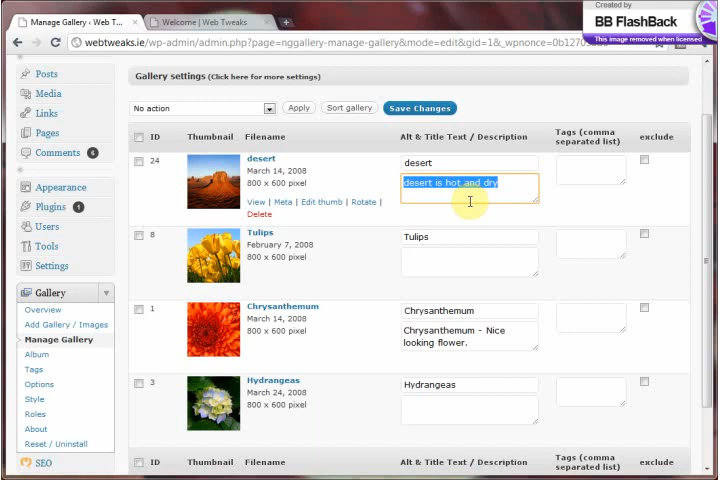 Created by
BB FlashBack
This image removed when licensed
Manage Gallery ‹ Web T...
Welcome | Web Tweaks
webtweaks.ie/wp-admin/admin.php?page=nggallery-manage-gallery&mode=edit&gid=1&_wpnonce=0b1270
Posts
Media
Links
Pages
Comments 6
Appearance
Plugins 1
Users
Tools
Settings
Gallery
Overview
Add Gallery / Images
Manage Gallery
Album
Tags
Options
Style
Roles
About
Reset / Uninstall
SEO
Gallery settings (Click here for more settings)
No action
Apply
Sort gallery
Save Changes
ID Thumbnail Filename Alt & Title Text / Description Tags (comma separated list) exclude
24
desert
March 14, 2008
800 x 600 pixel
View | Meta | Edit thumb | Rotate |
Delete
desert
desert is hot and dry
8
Tulips
February 7, 2008
800 x 600 pixel
Tulips
1
Chrysanthemum
March 14, 2008
800 x 600 pixel
Chrysanthemum
Chrysanthemum - Nice
looking flower.
3
Hydrangeas
March 24, 2008
800 x 600 pixel
Hydrangeas
ID Thumbnail Filename Alt & Title Text / Description Tags (comma separated list) exclude